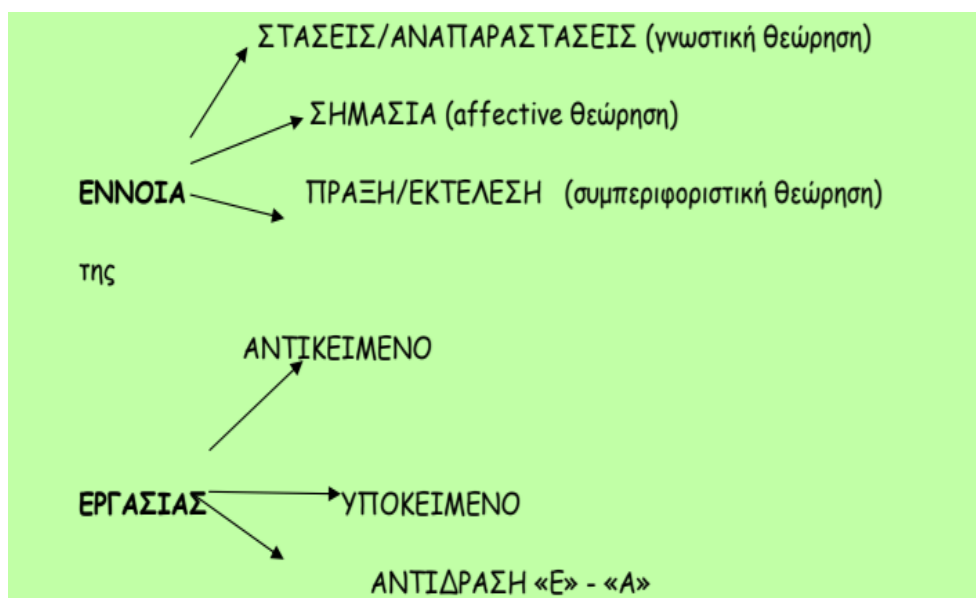 ΣΤΑΣΕΙΣ/ΑΝΑΠΑΡΑΣΤΑΣΕΙΣ (γνωστική θεώρηση)
ΣΗΜΑΣΙΑ (affective θεώρηση)
ΕΝΝΟΙΑ ΠΡΑΞΗ/ΕΚΤΕΛΕΣΗ (συμπεριφοριστική θεώρηση)
της
ΑΝΤΙΚΕΙΜΕΝΟ
ΕΡΓΑΣΙΑΣ ΥΠΟΚΕΙΜΕΝΟ
ΑΝΤΙΔΡΑΣΗ «Ε» - «Α»